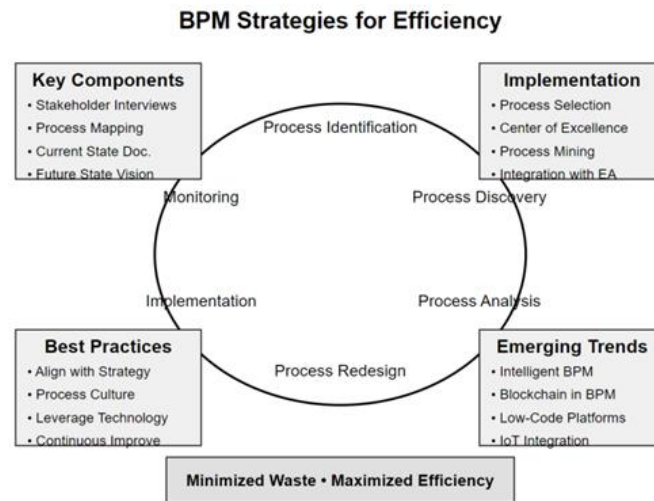 BPM Strategies for Efficiency
Key Components
• Stakeholder Interviews
• Process Mapping
• Current State Doc.
• Future State Vision
Implementation
• Process Selection
• Center of Excellence
• Process Mining
• Integration with EA
Process Identification
Monitoring
Process Discovery
Implementation
Process Analysis
Process Redesign
Best Practices
• Align with Strategy
• Process Culture
• Leverage Technology
• Continuous Improve
Emerging Trends
• Intelligent BPM
• Blockchain in BPM
• Low-Code Platforms
• IoT Integration
Minimized Waste • Maximized Efficiency